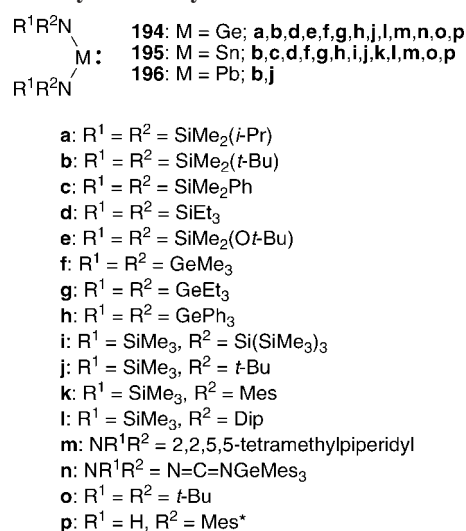 R¹R²N
M:
R¹R²N
194: M = Ge; a,b,d,e,f,g,h,j,l,m,n,o,p
195: M = Sn; b,c,d,f,g,h,i,j,k,l,m,o,p
196: M = Pb; b,j
a: R¹ = R² = SiMe₂(i-Pr)
b: R¹ = R² = SiMe₂(t-Bu)
c: R¹ = R² = SiMe₂Ph
d: R¹ = R² = SiEt₃
e: R¹ = R² = SiMe₂(Ot-Bu)
f: R¹ = R² = GeMe₃
g: R¹ = R² = GeEt₃
h: R¹ = R² = GePh₃
i: R¹ = SiMe₃, R² = Si(SiMe₃)₃
j: R¹ = SiMe₃, R² = t-Bu
k: R¹ = SiMe₃, R² = Mes
l: R¹ = SiMe₃, R² = Dip
m: NR¹R² = 2,2,5,5-tetramethylpiperidyl
n: NR¹R² = N=C=NGeMes₃
o: R¹ = R² = t-Bu
p: R¹ = H, R² = Mes*